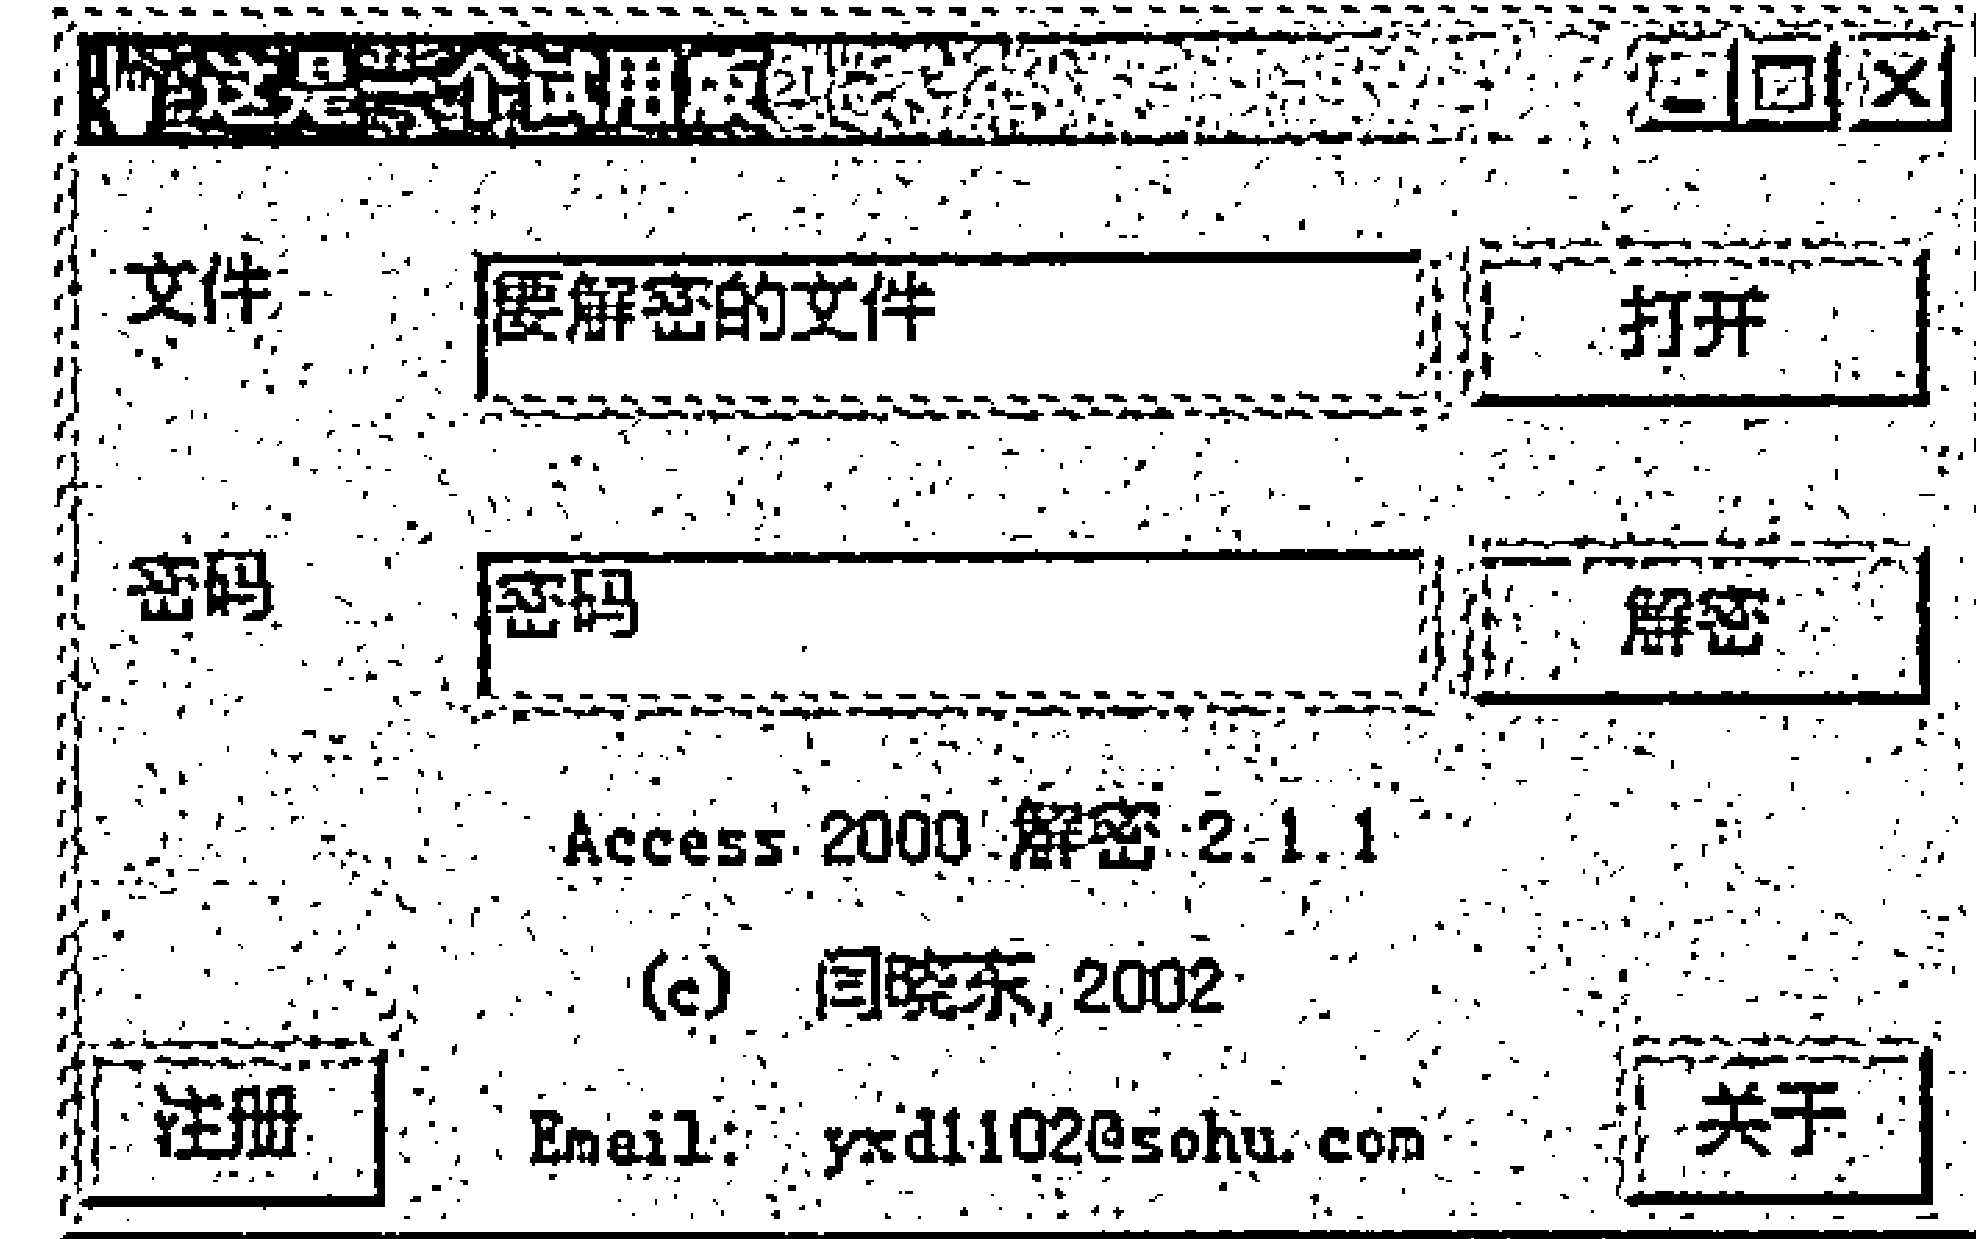 这是一个试用版
文件 要解密的文件 打开
密码 密码 解密
Access 2000 解密 2.1.1
(c) 闫晓东, 2002
注册 Email: yxd1102@sohu.com 关于